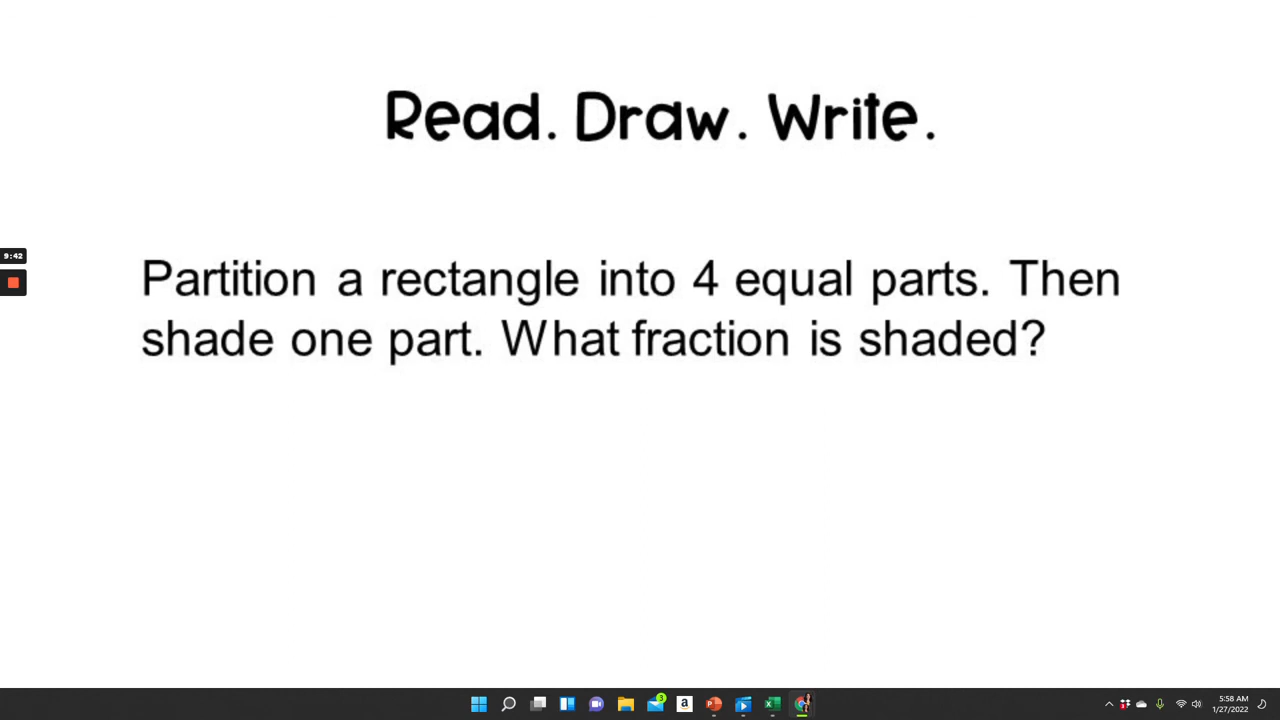 Read. Draw. Write.
9:42
Partition a rectangle into 4 equal parts. Then
shade one part. What fraction is shaded?
3
a
5:58 AM
1/27/2022